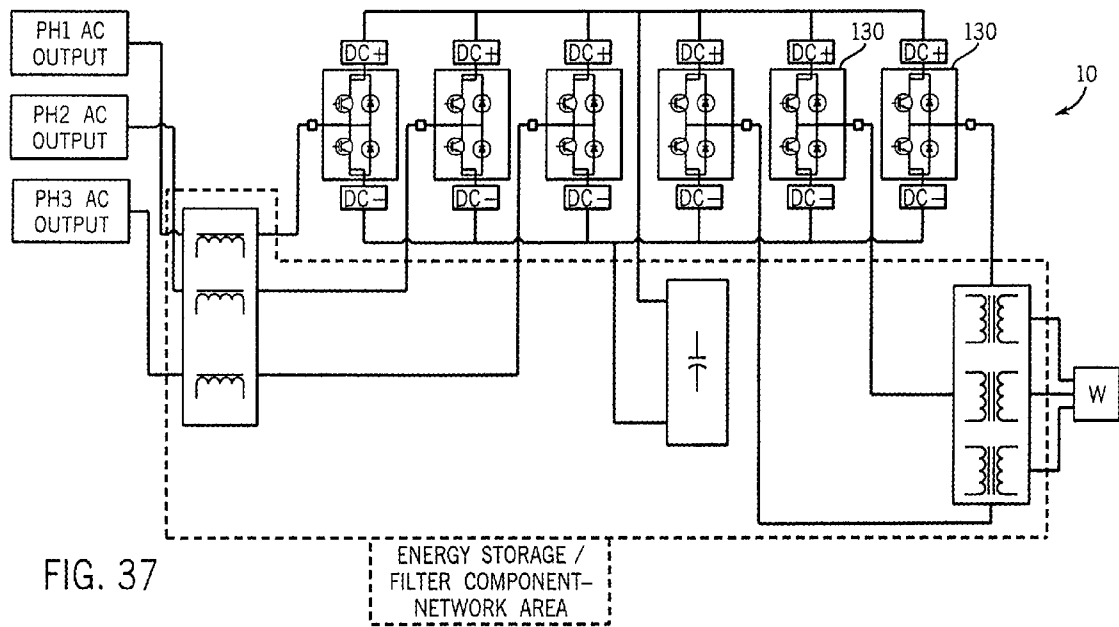 PH1 AC
OUTPUT
PH2 AC
OUTPUT
PH3 AC
OUTPUT
DC+ DC+ DC+ DC+ DC+ DC+
130 130
10
DC- DC- DC- DC- DC- DC-
W
FIG. 37
ENERGY STORAGE /
FILTER COMPONENT–
NETWORK AREA